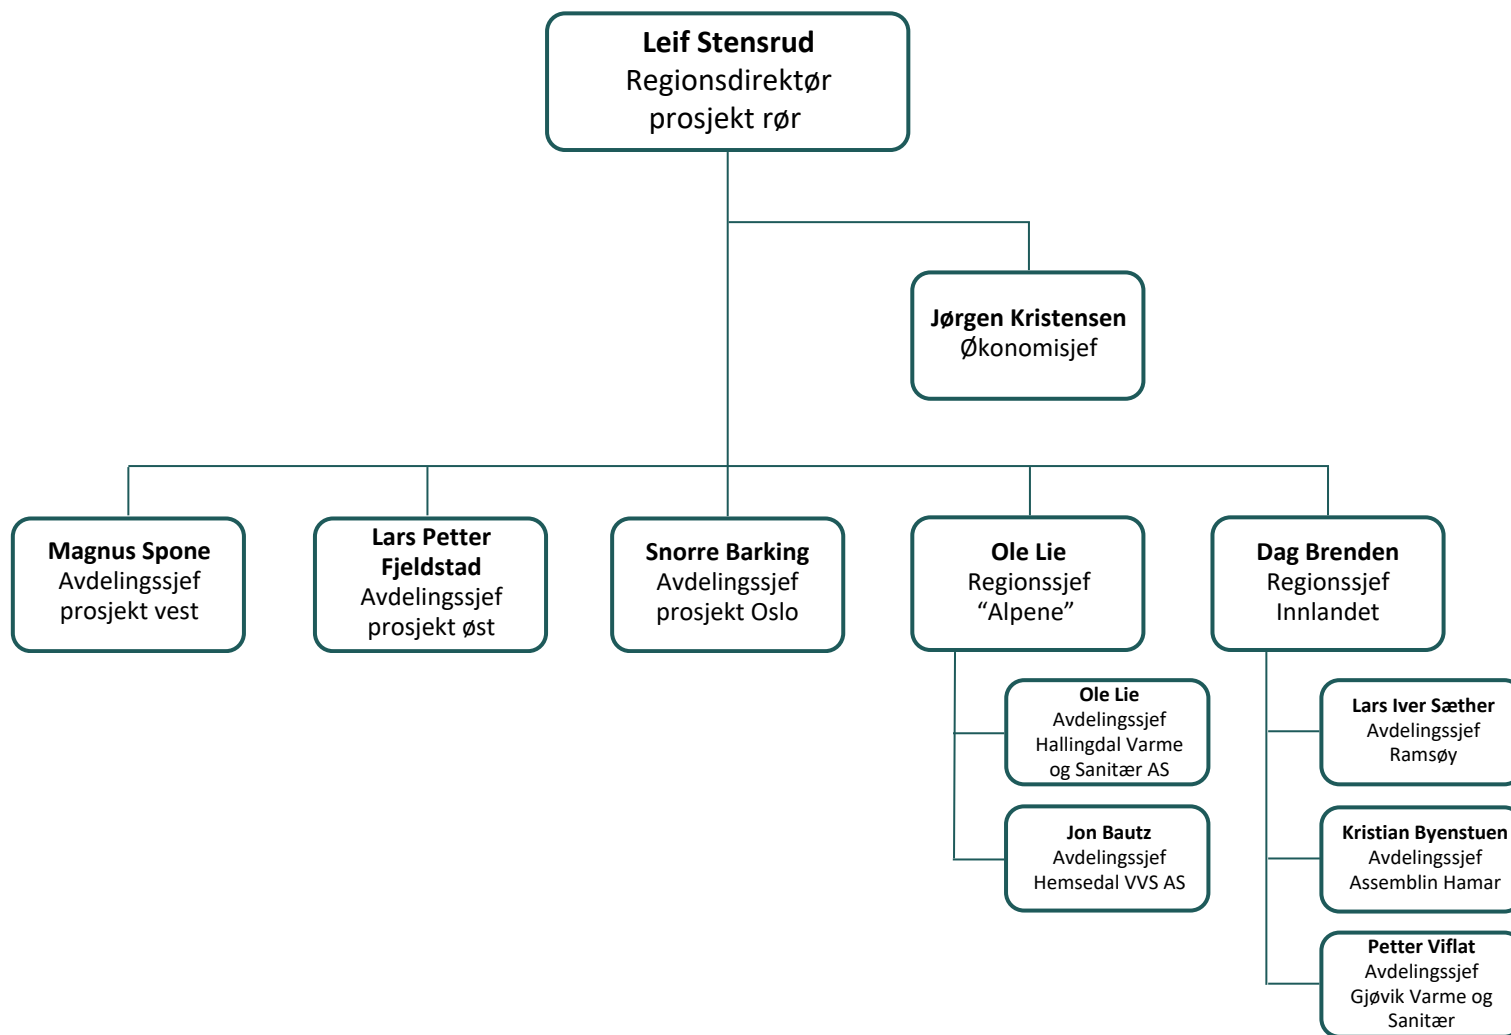 Leif Stensrud
Regionsdirektør
prosjekt rør
Jørgen Kristensen
Økonomisjef
Magnus Spone
Avdelingssjef
prosjekt vest
Lars Petter
Fjeldstad
Avdelingssjef
prosjekt øst
Snorre Barking
Avdelingssjef
prosjekt Oslo
Ole Lie
Regionssjef
“Alpene”
Dag Brenden
Regionssjef
Innlandet
Ole Lie
Avdelingssjef
Hallingdal Varme
og Sanitær AS
Jon Bautz
Avdelingssjef
Hemsedal VVS AS
Lars Iver Sæther
Avdelingssjef
Ramsøy
Kristian Byenstuen
Avdelingssjef
Assemblin Hamar
Petter Viflat
Avdelingssjef
Gjøvik Varme og
Sanitær